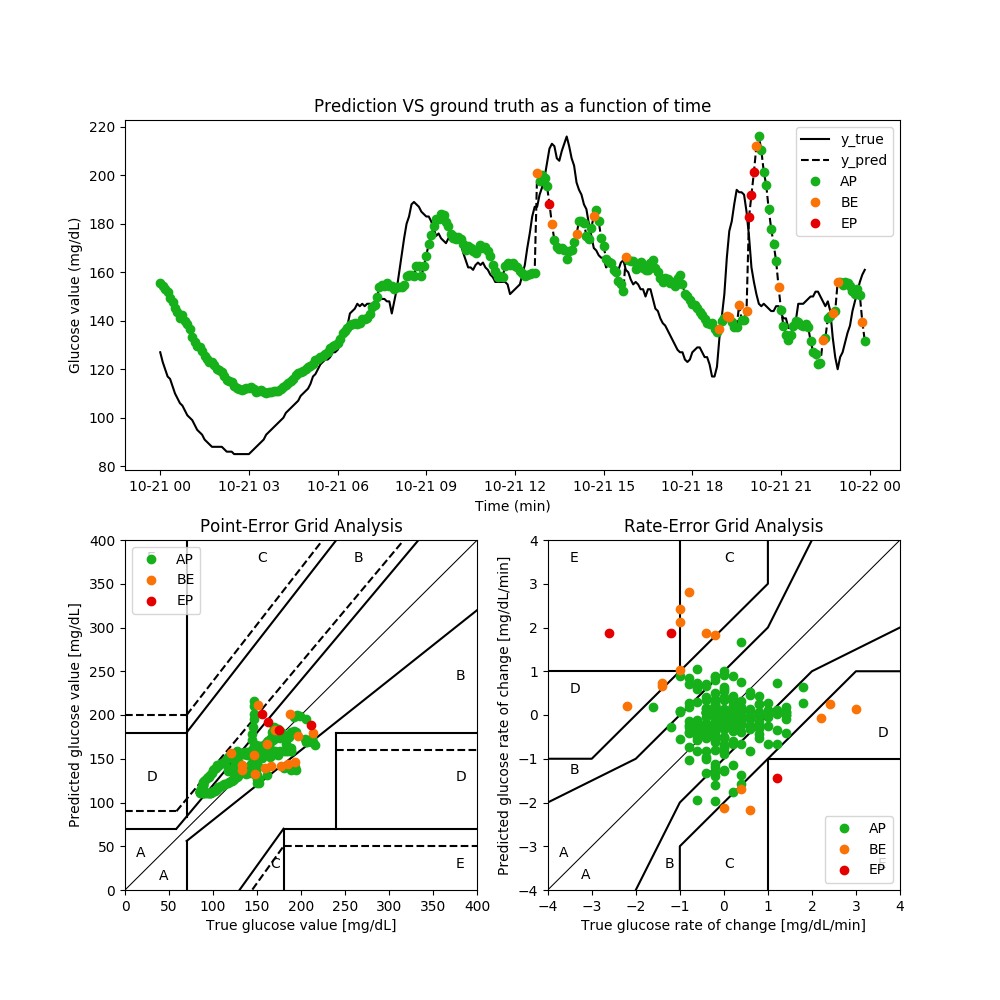 Prediction VS ground truth as a function of time
Glucose value (mg/dL)
220
200
180
160
140
120
100
80
y_true
y_pred
AP
BE
EP
10-21 00 10-21 03 10-21 06 10-21 09 10-21 12 10-21 15 10-21 18 10-21 21 10-22 00
Time (min)
Point-Error Grid Analysis
Predicted glucose value [mg/dL]
400
350
300
250
200
150
100
50
0
AP
BE
EP
C B
B
D D
A
A C E
0 50 100 150 200 250 300 350 400
True glucose value [mg/dL]
Rate-Error Grid Analysis
Predicted glucose rate of change [mg/dL/min]
4
3
2
1
0
−1
−2
−3
−4
E C
D
D
B
A
A B C
AP
BE
EP
−4 −3 −2 −1 0 1 2 3 4
True glucose rate of change [mg/dL/min]